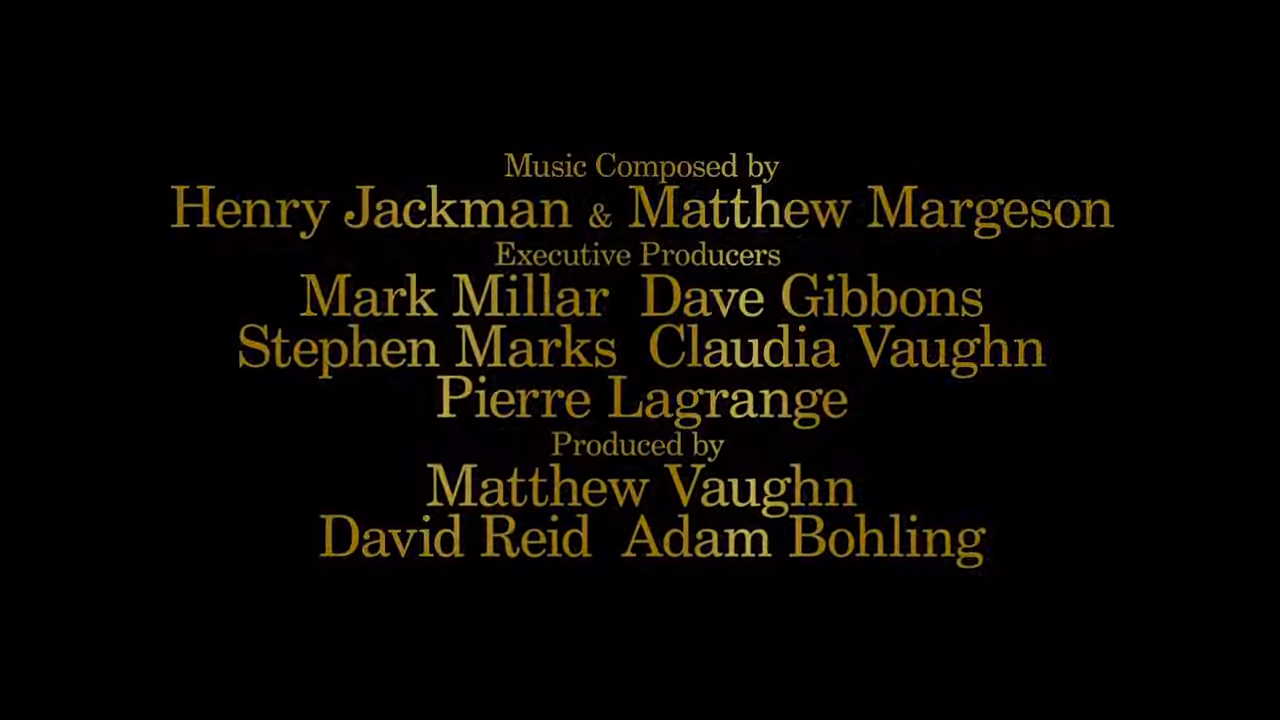 Music Composed by
Henry Jackman & Matthew Margeson
Executive Producers
Mark Millar Dave Gibbons
Stephen Marks Claudia Vaughn
Pierre Lagrange
Produced by
Matthew Vaughn
David Reid Adam Bohling